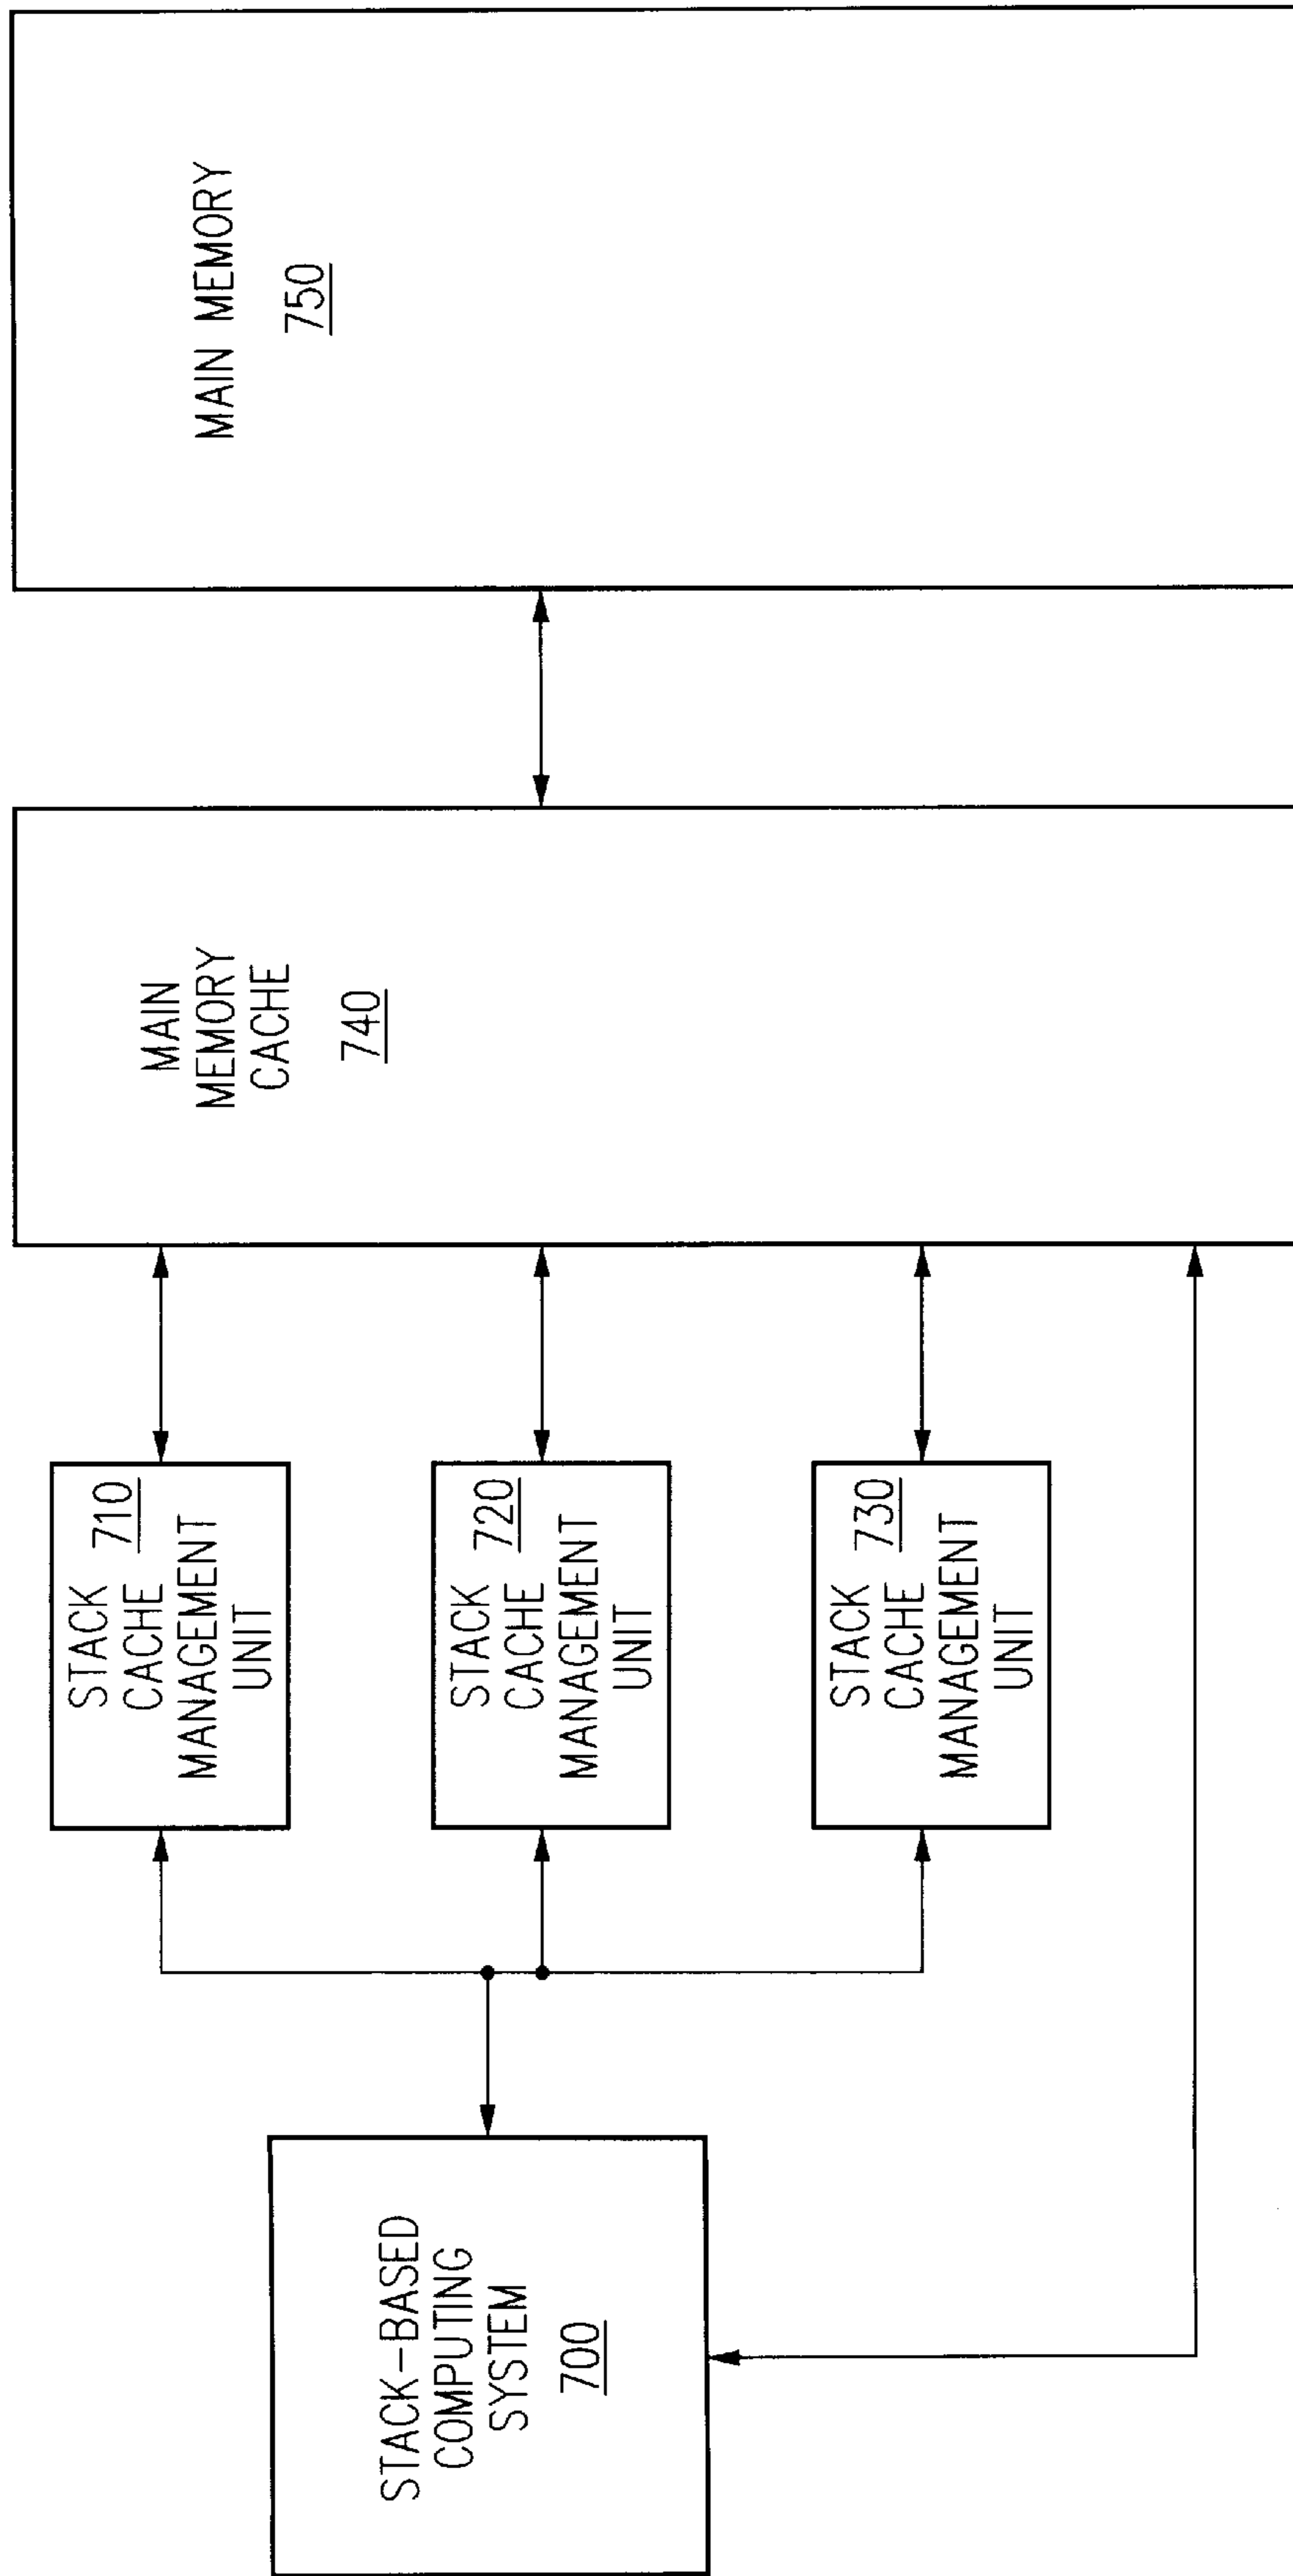 STACK-BASED
COMPUTING
SYSTEM
700
STACK
CACHE 710
MANAGEMENT
UNIT
STACK
CACHE 720
MANAGEMENT
UNIT
STACK
CACHE 730
MANAGEMENT
UNIT
MAIN
MEMORY
CACHE
740
MAIN MEMORY
750